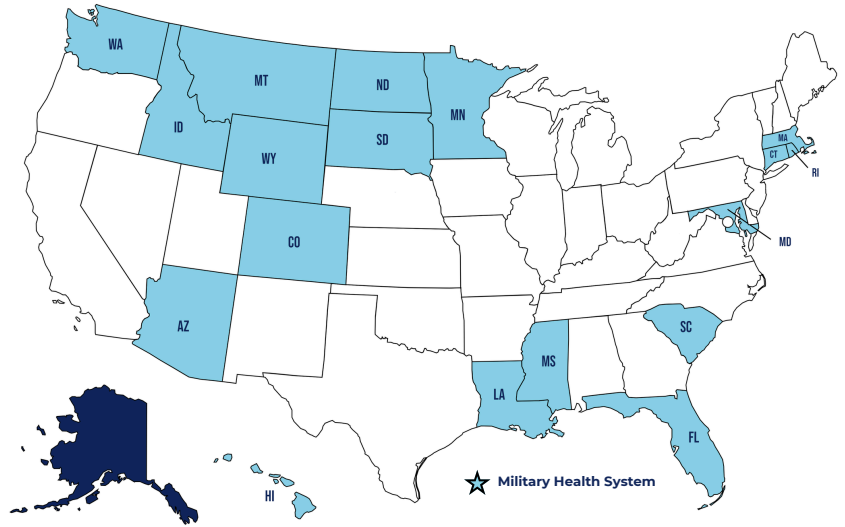 WA
MT
ND
MN
ID
SD
WY
MA
CT
RI
CO
MD
AZ
SC
MS
LA
FL
HI
Military Health System